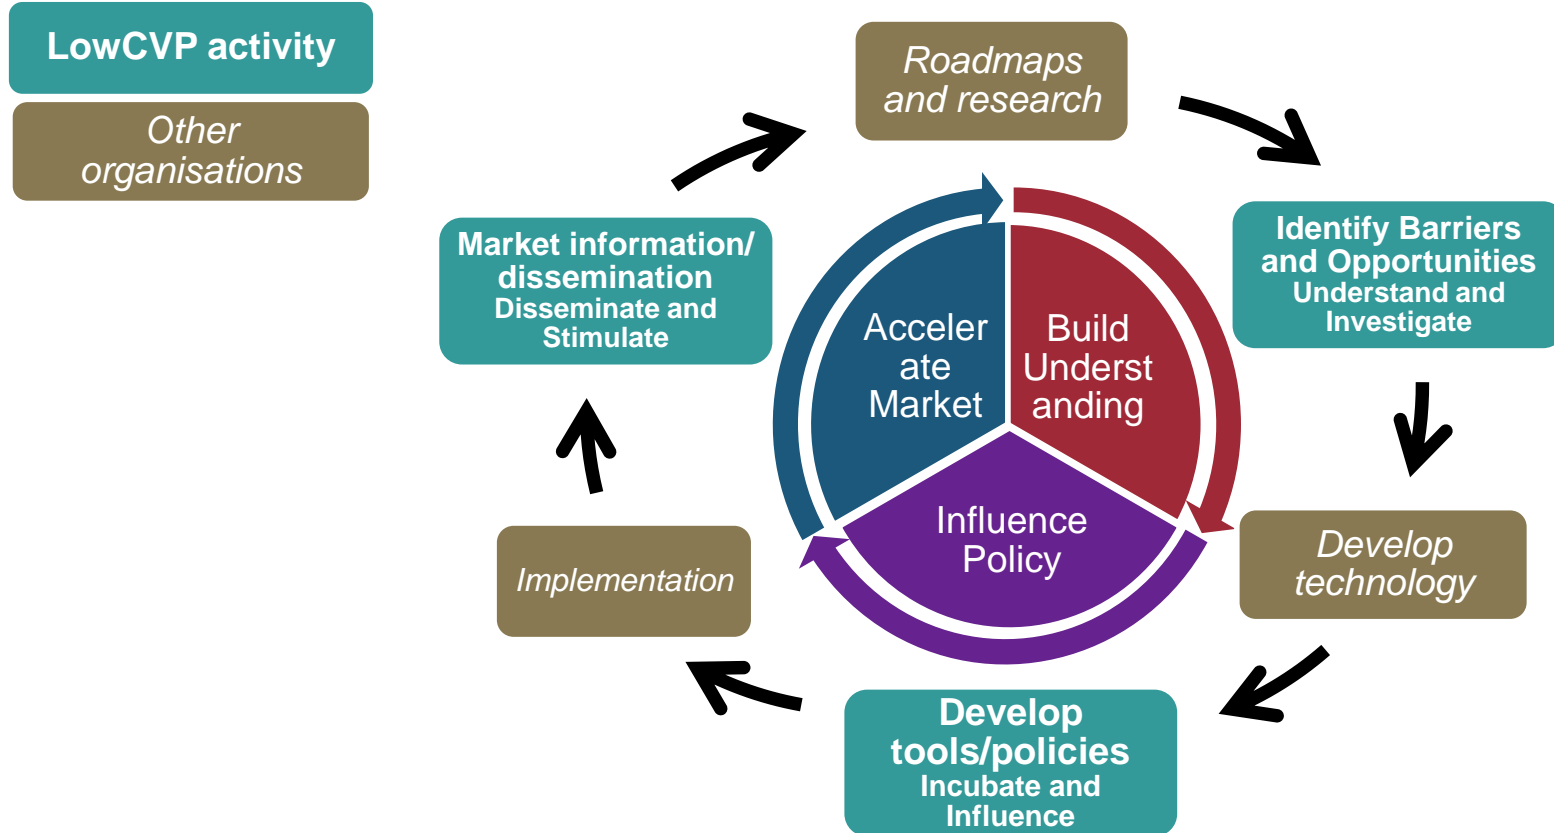 LowCVP activity
Other
organisations
Roadmaps
and research
Identify Barriers
and Opportunities
Understand and
Investigate
Develop
technology
Develop
tools/policies
Incubate and
Influence
Implementation
Market information/
dissemination
Disseminate and
Stimulate
Acceler
ate
Market
Build
Underst
anding
Influence
Policy